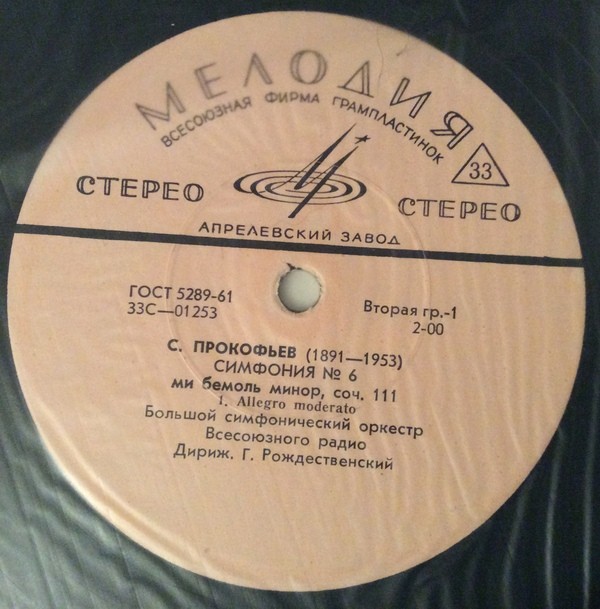 МЕЛОДИЯ
ВСЕСОЮЗНАЯ ФИРМА ГРАМПЛАСТИНОК
33
СТЕРЕО
СТЕРЕО
АПРЕЛЕВСКИЙ ЗАВОД
ГОСТ 5289-61
33С—01253
Вторая гр.-1
2-00
С. ПРОКОФЬЕВ (1891—1953)
СИМФОНИЯ № 6
ми бемоль минор, соч. 111
1. Allegro moderato
Большой симфонический оркестр
Всесоюзного радио
Дириж. Г. Рождественский